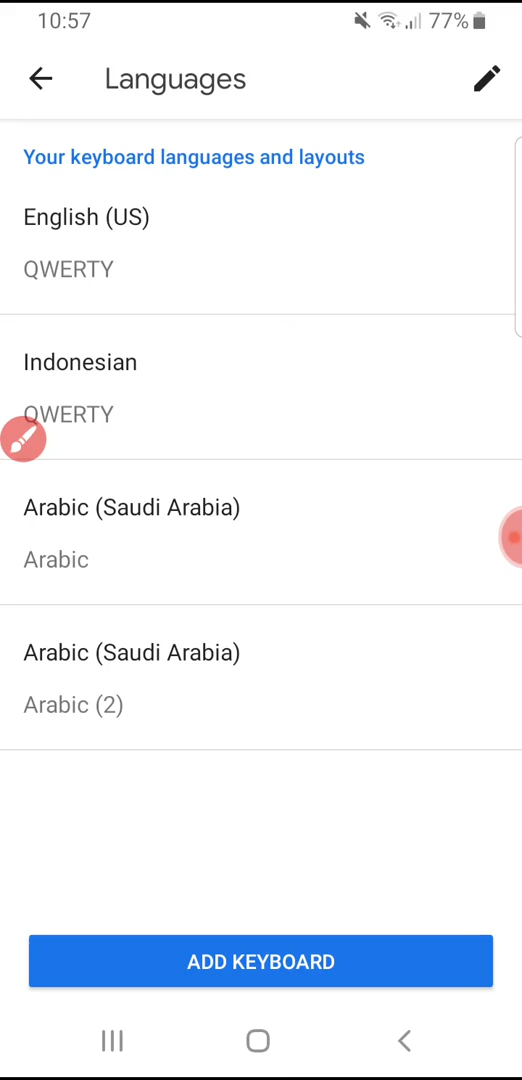 10:57 77%
Languages
Your keyboard languages and layouts
English (US)
QWERTY
Indonesian
QWERTY
Arabic (Saudi Arabia)
Arabic
Arabic (Saudi Arabia)
Arabic (2)
ADD KEYBOARD